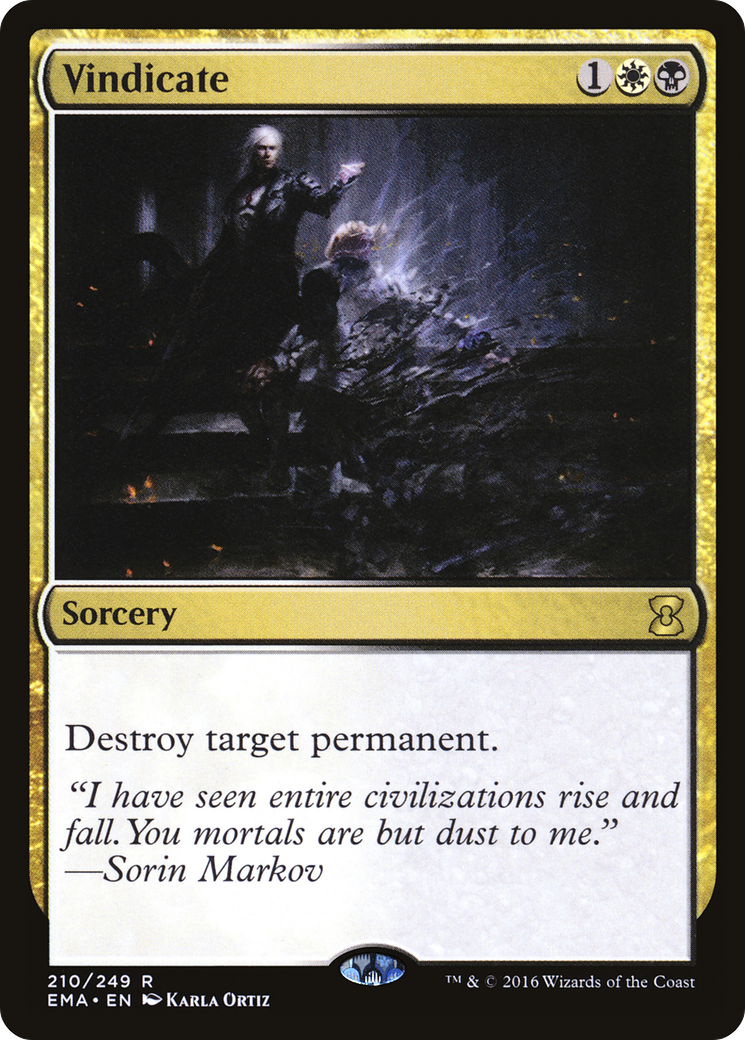 Vindicate 1
Sorcery
Destroy target permanent.
“I have seen entire civilizations rise and
fall. You mortals are but dust to me.”
—Sorin Markov
210/249 R
EMA • EN Karla Ortiz
™ & © 2016 Wizards of the Coast